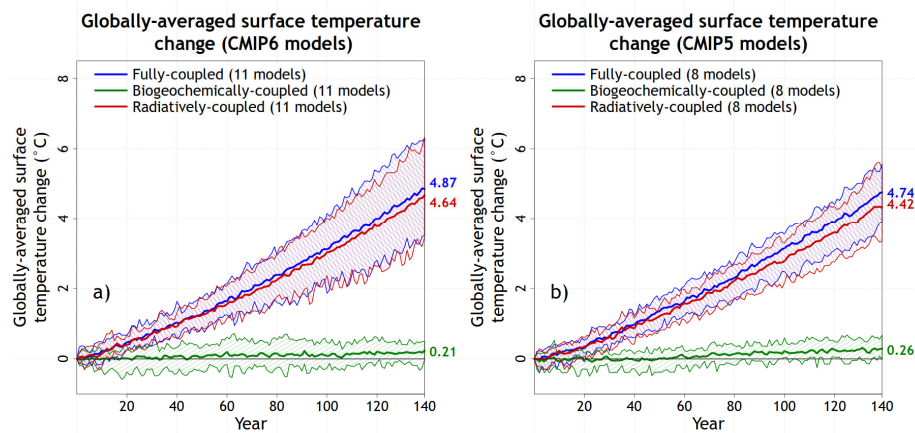 Globally-averaged surface temperature
change (CMIP6 models)
Fully-coupled (11 models)
Biogeochemically-coupled (11 models)
Radiatively-coupled (11 models)
Globally-averaged surface
temperature change (°C)
8
6
4
2
0
a)
4.87
4.64
0.21
20 40 60 80 100 120 140
Year
Globally-averaged surface temperature
change (CMIP5 models)
Fully-coupled (8 models)
Biogeochemically-coupled (8 models)
Radiatively-coupled (8 models)
Globally-averaged surface
temperature change (°C)
8
6
4
2
0
b)
4.74
4.42
0.26
20 40 60 80 100 120 140
Year